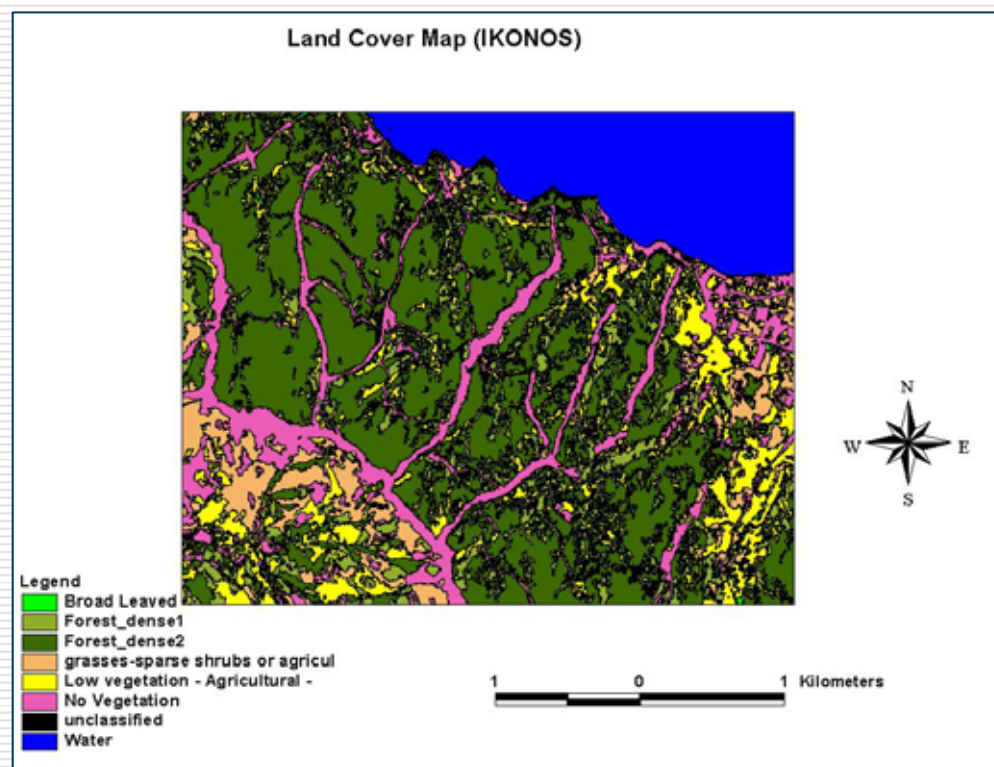 Land Cover Map (IKONOS)
N
W E
S
Legend
Broad Leaved
Forest_dense1
Forest_dense2
grasses-sparse shrubs or agricul
Low vegetation - Agricultural -
No Vegetation
unclassified
Water
1 0 1 Kilometers